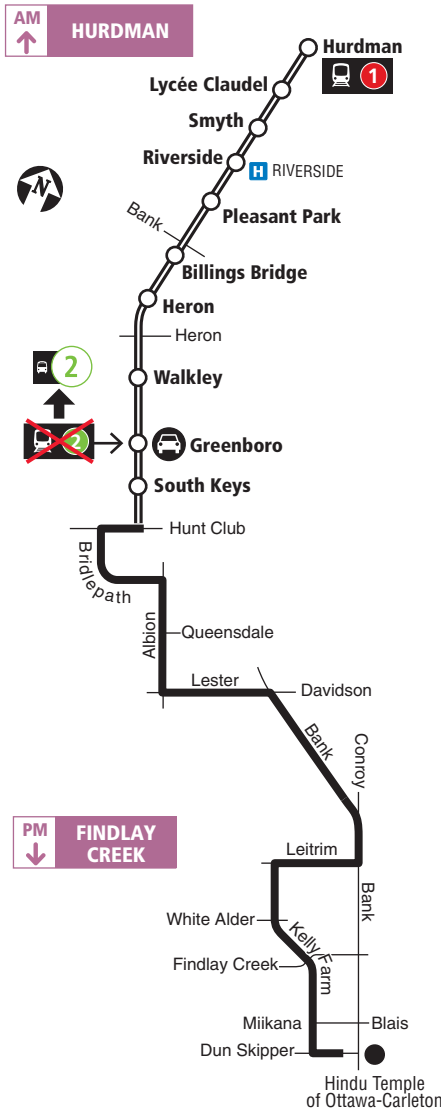 AM
HURDMAN
Hurdman
1
Lycée Claudel
Smyth
Riverside
H RIVERSIDE
N
Pleasant Park
Bank
Billings Bridge
Heron
Heron
2
Walkley
2
Greenboro
South Keys
Hunt Club
Bridlepath
Albion
Queensdale
Lester
Davidson
Bank
Conroy
PM
FINDLAY
CREEK
Leitrim
Bank
White Alder
Kelly Farm
Findlay Creek
Miikana
Blais
Dun Skipper
Hindu Temple
of Ottawa-Carleton